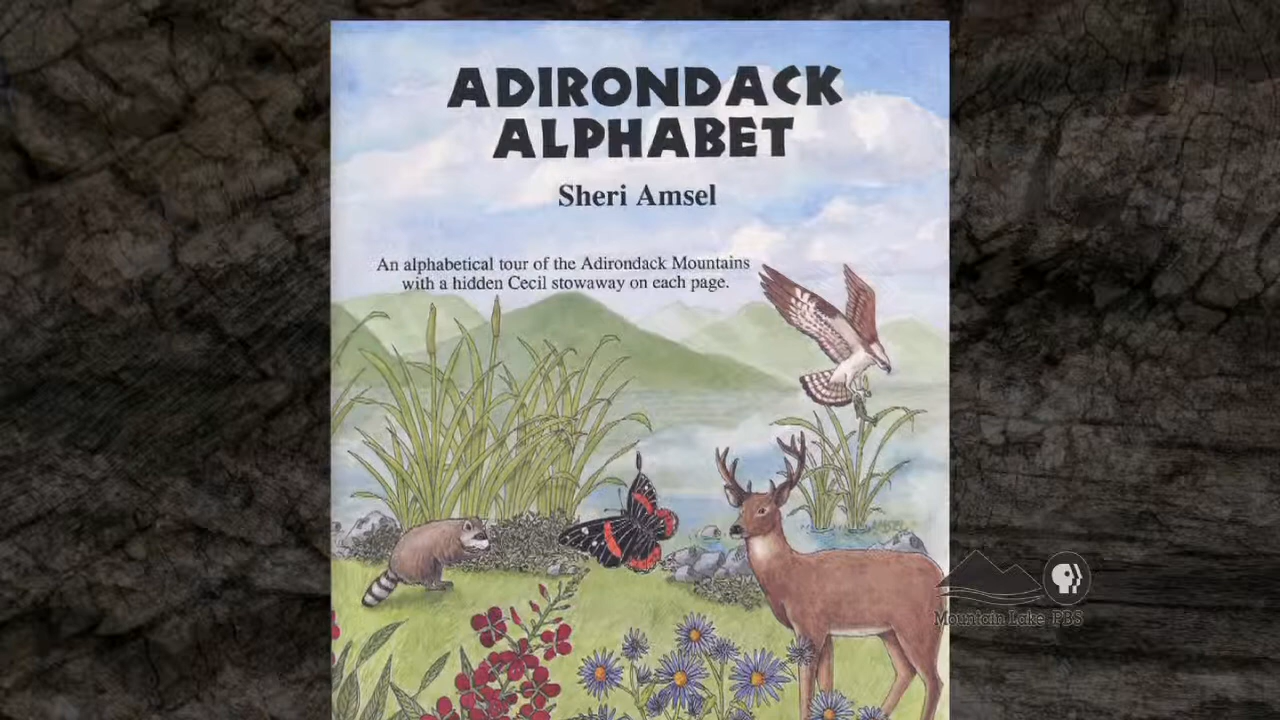 ADIRONDACK
ALPHABET
Sheri Amsel
An alphabetical tour of the Adirondack Mountains
with a hidden Cecil stowaway on each page.
Mountain Lake PBS